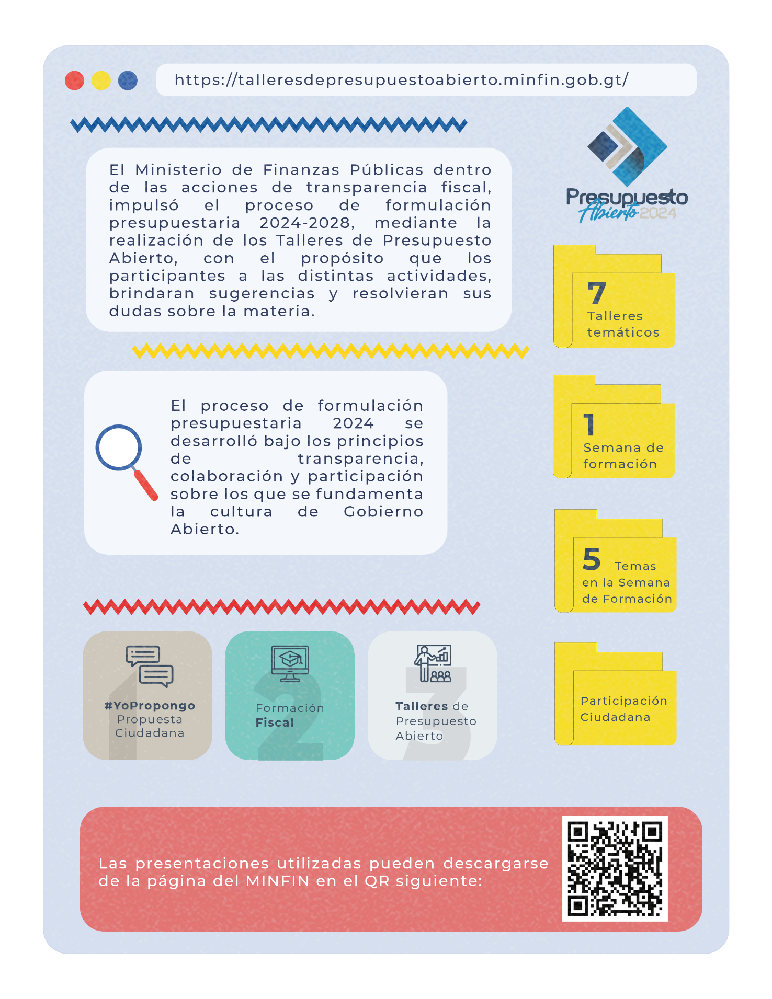 https://talleresdepresupuestoabierto.minfin.gob.gt/
Presupuesto
Abierto 2024
El Ministerio de Finanzas Públicas dentro
de las acciones de transparencia fiscal,
impulsó el proceso de formulación
presupuestaria 2024-2028, mediante la
realización de los Talleres de Presupuesto
Abierto, con el propósito que los
participantes a las distintas actividades,
brindaran sugerencias y resolvieran sus
dudas sobre la materia.
7
Talleres
temáticos
El proceso de formulación
presupuestaria 2024 se
desarrolló bajo los principios
de transparencia,
colaboración y participación
sobre los que se fundamenta
la cultura de Gobierno
Abierto.
1
Semana de
formación
5 Temas
en la Semana
de Formación
1
#YoPropongo
Propuesta
Ciudadana
2
Formación
Fiscal
3
Talleres de
Presupuesto
Abierto
Participación
Ciudadana
Las presentaciones utilizadas pueden descargarse
de la página del MINFIN en el QR siguiente: